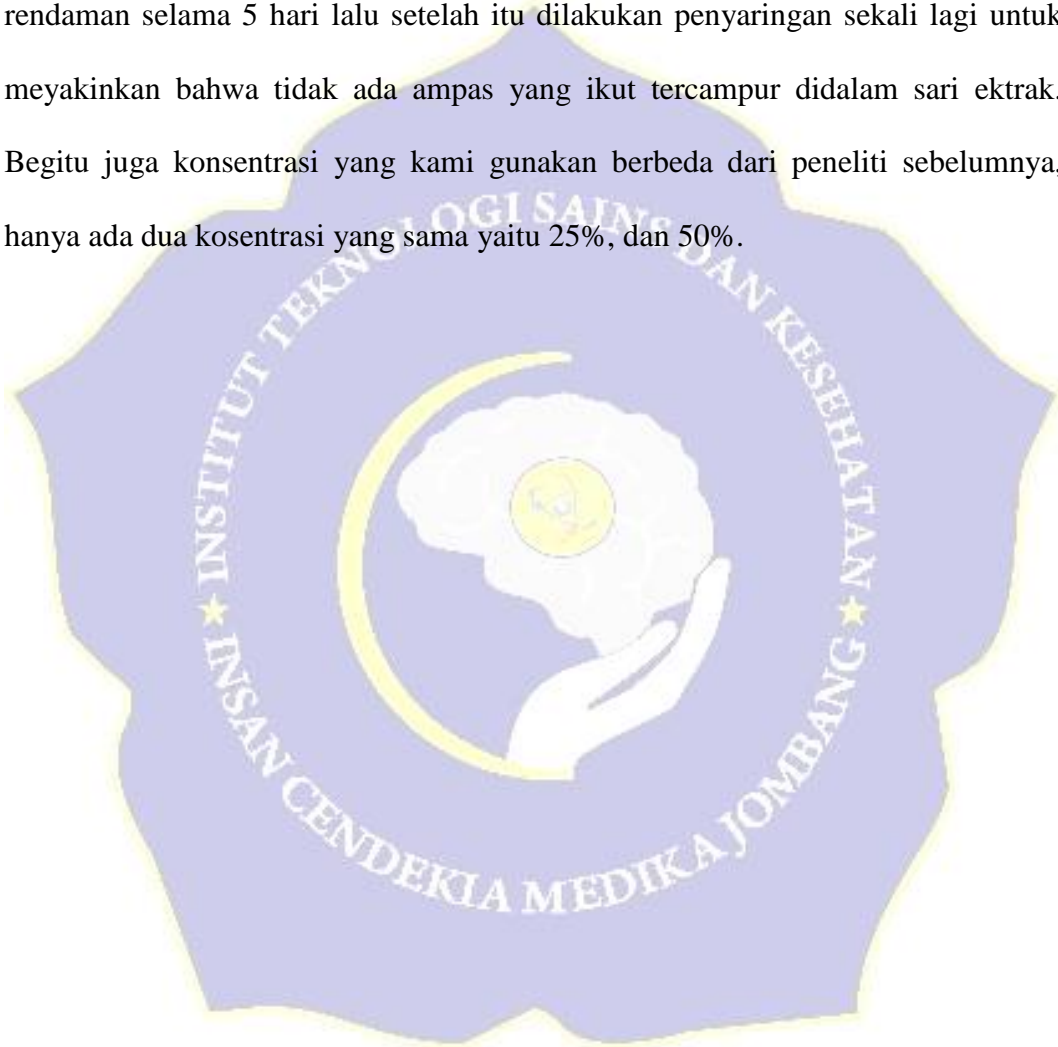 rendaman selama 5 hari lalu setelah itu dilakukan penyaringan sekali lagi untuk
meyakinkan bahwa tidak ada ampas yang ikut tercampur didalam sari ektrak.
Begitu juga konsentrasi yang kami gunakan berbeda dari peneliti sebelumnya,
hanya ada dua kosentrasi yang sama yaitu 25%, dan 50%.
INSTITUT TEKNOLOGI SAINS DAN KESEHATAN
INSAN CENDEKIA MEDIKA JOMBANG